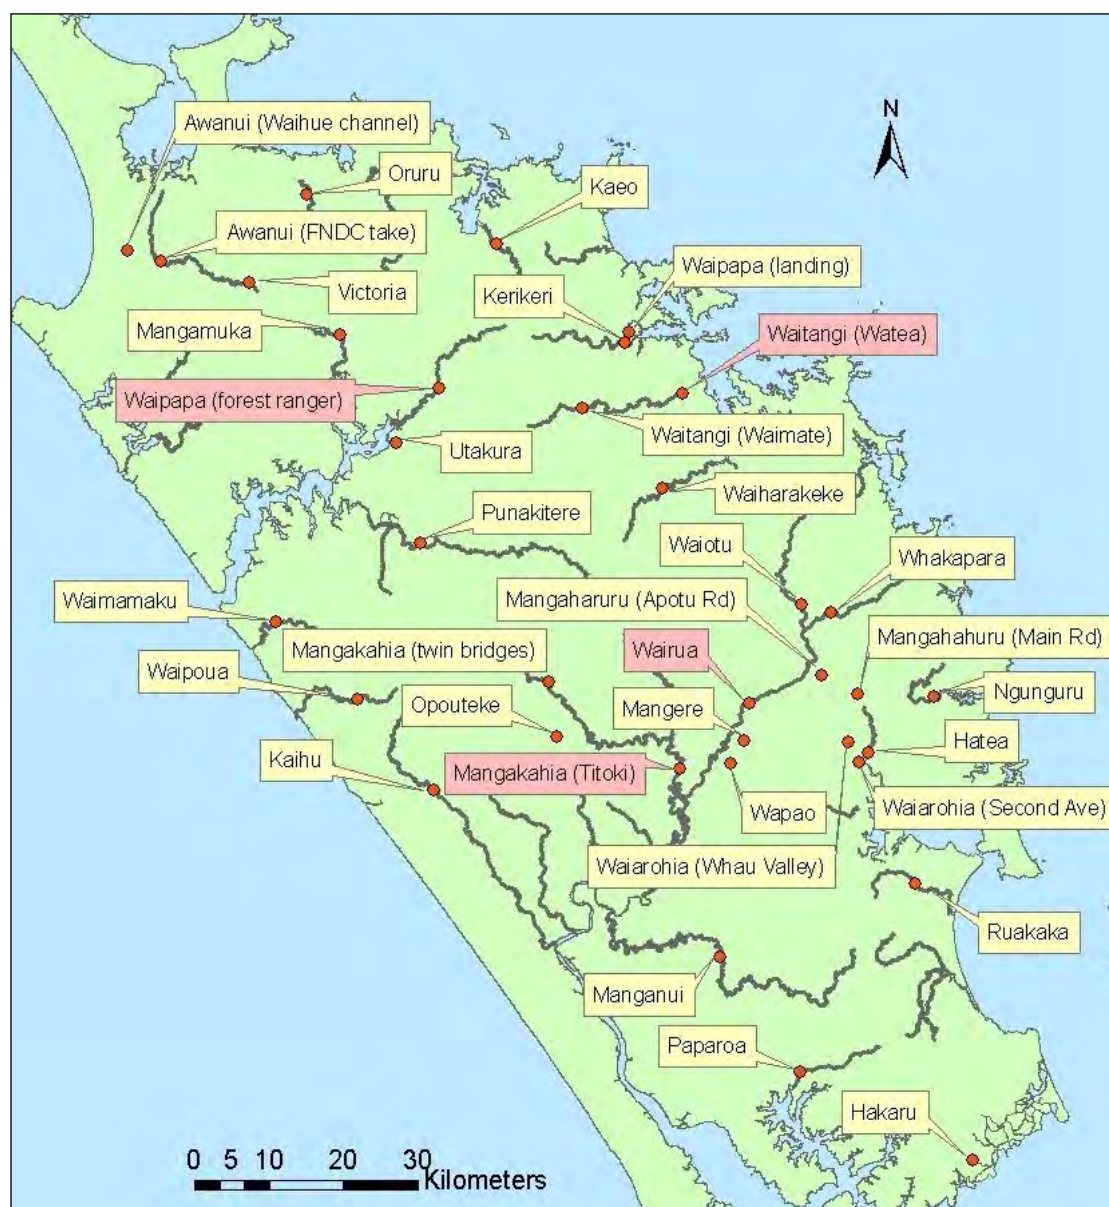 N
Awanui (Waihue channel)
Oruru
Kaeo
Awanui (FNDC take)
Waipapa (landing)
Victoria
Kerikeri
Mangamuka
Waitangi (Watea)
Waipapa (forest ranger)
Waitangi (Waimate)
Utakura
Waiharakeke
Punakitere
Waiotu
Whakapara
Waimamaku
Mangaharuru (Apotu Rd)
Mangahahuru (Main Rd)
Mangakahia (twin bridges)
Wairua
Waipoua
Ngunguru
Opouteke
Mangere
Hatea
Kaihu
Mangakahia (Titoki)
Wapao
Waiarohia (Second Ave)
Waiarohia (Whau Valley)
Ruakaka
Manganui
Paparoa
Hakaru
0 5 10 20 30
Kilometers